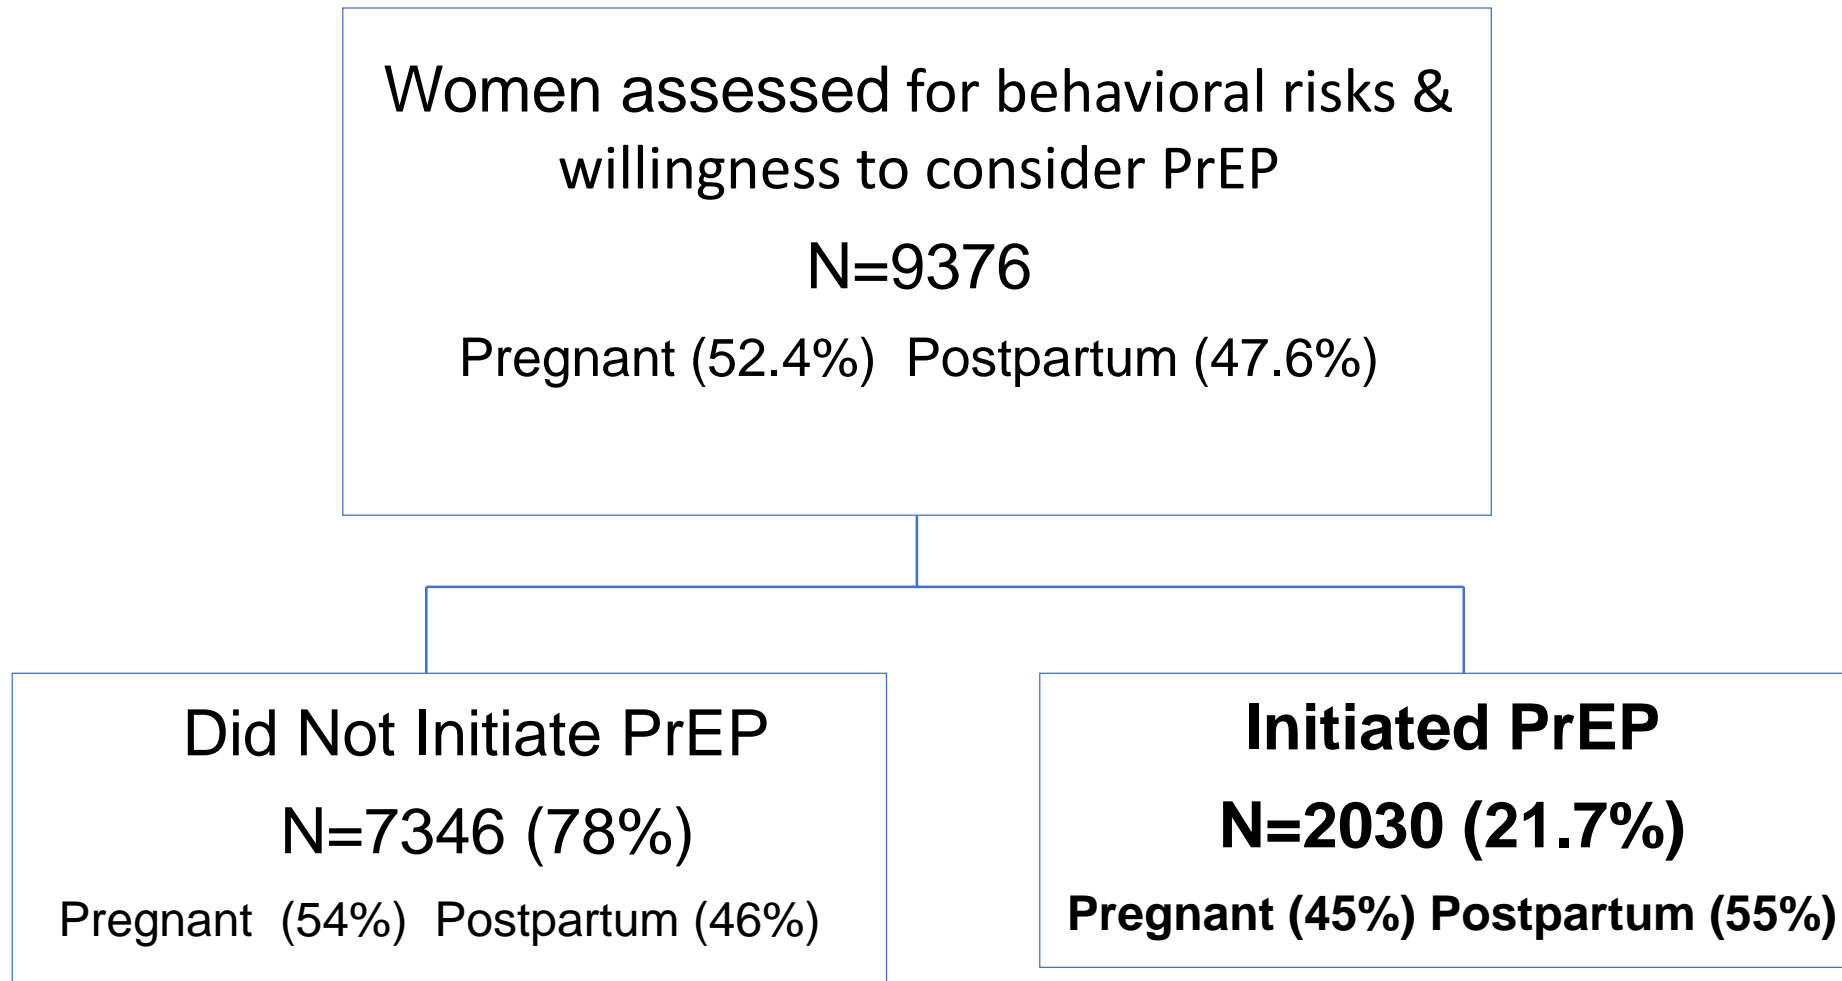 Women assessed for behavioral risks &
willingness to consider PrEP
N=9376
Pregnant (52.4%) Postpartum (47.6%)
Did Not Initiate PrEP
N=7346 (78%)
Pregnant (54%) Postpartum (46%)
Initiated PrEP
N=2030 (21.7%)
Pregnant (45%) Postpartum (55%)